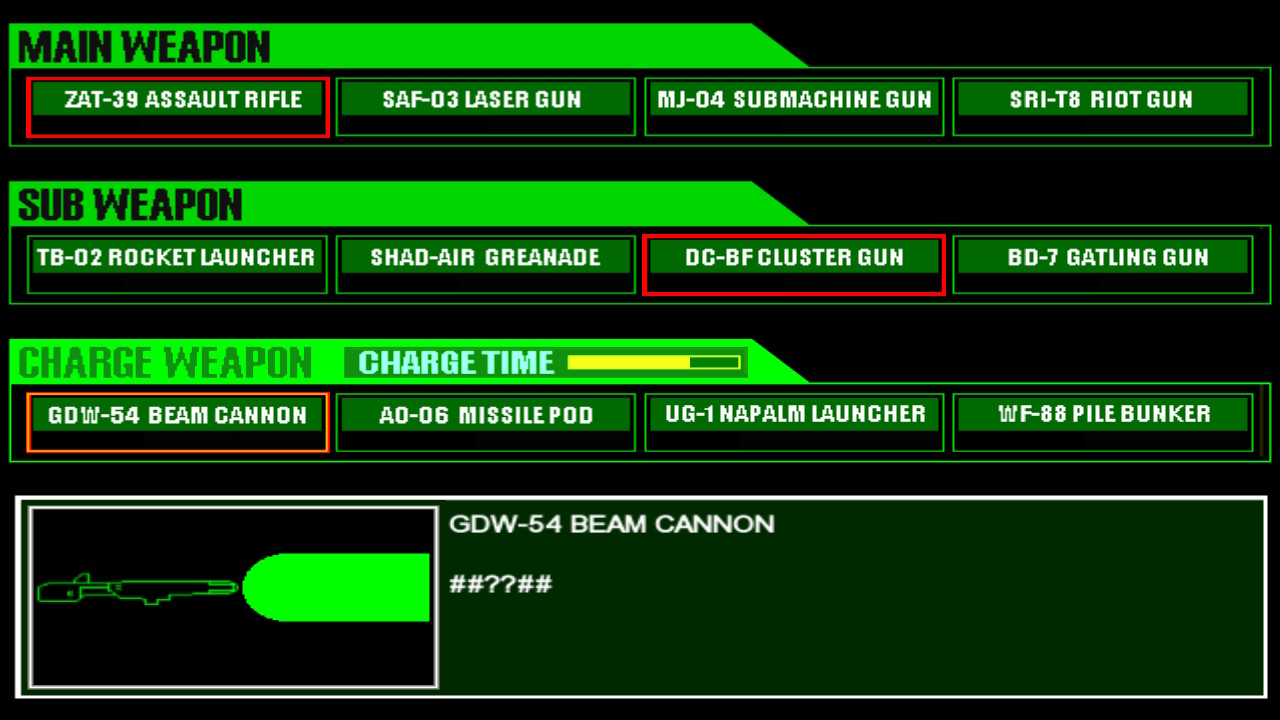 MAIN WEAPON
ZAT-39 ASSAULT RIFLE SAF-03 LASER GUN MJ-04 SUBMACHINE GUN SRI-T8 RIOT GUN
SUB WEAPON
TB-02 ROCKET LAUNCHER SHAD-AIR GREANADE DC-BF CLUSTER GUN BD-7 GATLING GUN
CHARGE WEAPON CHARGE TIME
GDW-54 BEAM CANNON AO-06 MISSILE POD UG-1 NAPALM LAUNCHER WF-88 PILE BUNKER
GDW-54 BEAM CANNON
##??##